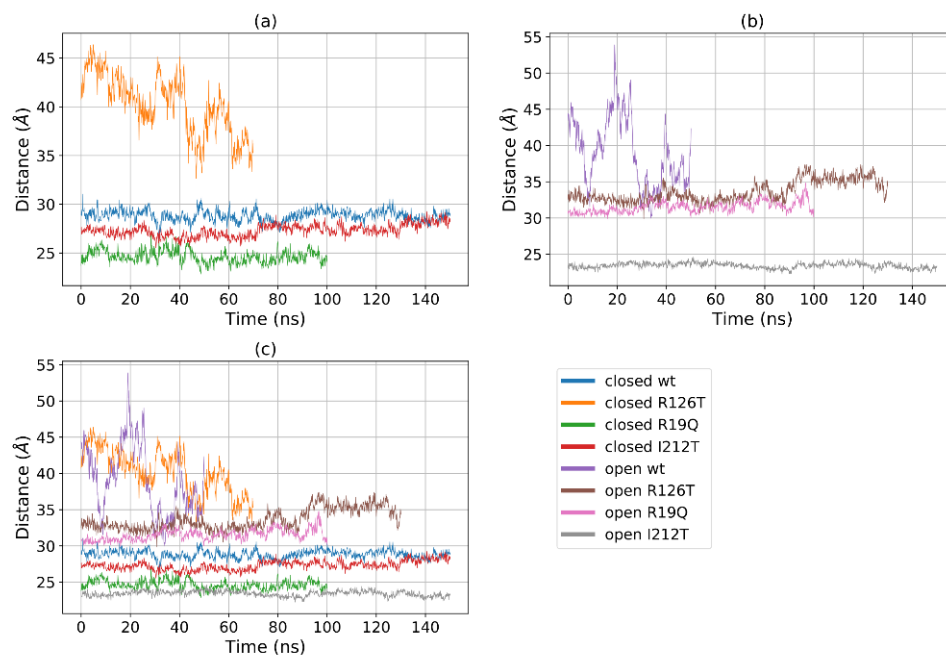 (a)
45
40
35
30
25
Distance (Å)
0 20 40 60 80 100 120 140
Time (ns)
(b)
55
50
45
40
35
30
25
Distance (Å)
0 20 40 60 80 100 120 140
Time (ns)
(c)
55
50
45
40
35
30
25
Distance (Å)
0 20 40 60 80 100 120 140
Time (ns)
closed wt
closed R126T
closed R19Q
closed I212T
open wt
open R126T
open R19Q
open I212T